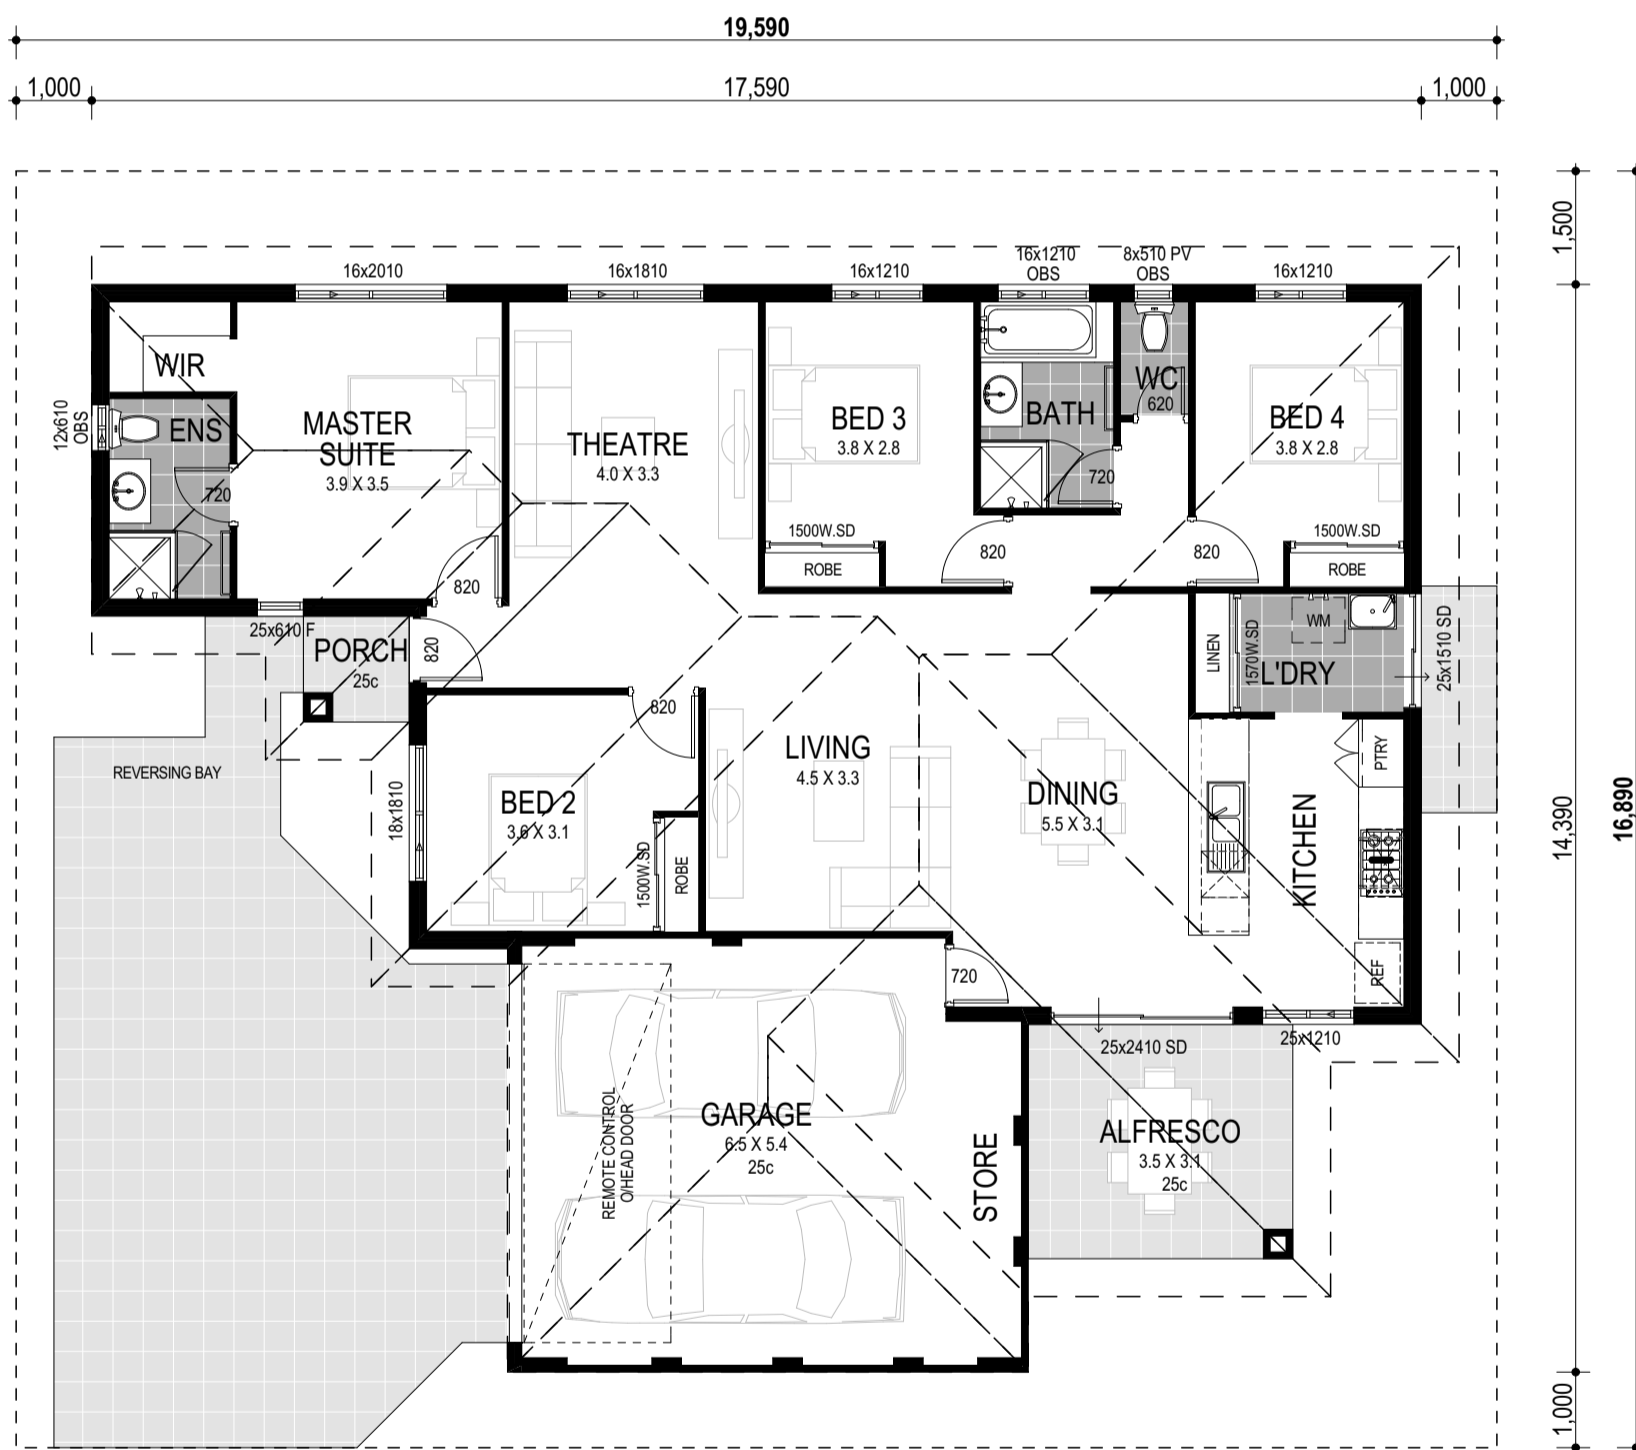 19,590
1,000
17,590
1,000
1,500
14,390
16,890
1,000
16x2010
16x1810
16x1210
16x1210
OBS
8x510 PV
OBS
16x1210
12x610
OBS
WIR
ENS
720
MASTER
SUITE
3.9 X 3.5
820
THEATRE
4.0 X 3.3
BED 3
3.8 X 2.8
1500W.SD
ROBE
820
BATH
720
WC
620
BED 4
3.8 X 2.8
1500W.SD
ROBE
820
25x610 F
PORCH
25c
820
REVERSING BAY
18x1810
BED 2
3.6 X 3.1
820
1500W.SD
ROBE
LIVING
4.5 X 3.3
DINING
5.5 X 3.1
LINEN
1570W.SD
WM
L'DRY
25x1510 SD
PTRY
KITCHEN
REF
720
25x2410 SD
25x1210
REMOTE CONTROL
O/HEAD DOOR
GARAGE
6.5 X 5.4
25c
STORE
ALFRESCO
3.5 X 3.1
25c